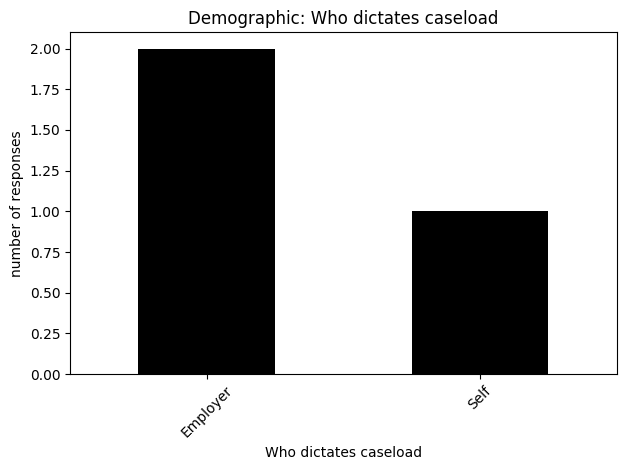 Demographic: Who dictates caseload
number of responses
2.00
1.75
1.50
1.25
1.00
0.75
0.50
0.25
0.00
Employer
Self
Who dictates caseload